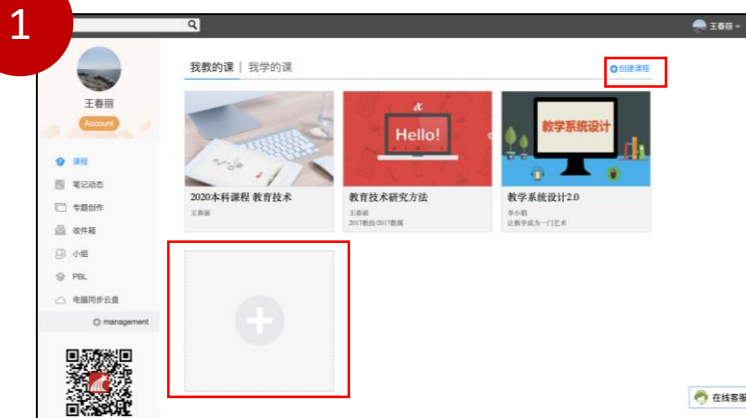 1
王春丽
我教的课 | 我学的课
创建课程
王春丽
Account
课程
笔记动态
专题创作
收件箱
小组
PBL
电脑同步云盘
management
Hello!
教学系统设计
2020本科课程 教育技术
王春丽
教育技术研究方法
王春丽
2017教技/2017数媒
教学系统设计2.0
李小鹃
让教学成为一门艺术
在线客服